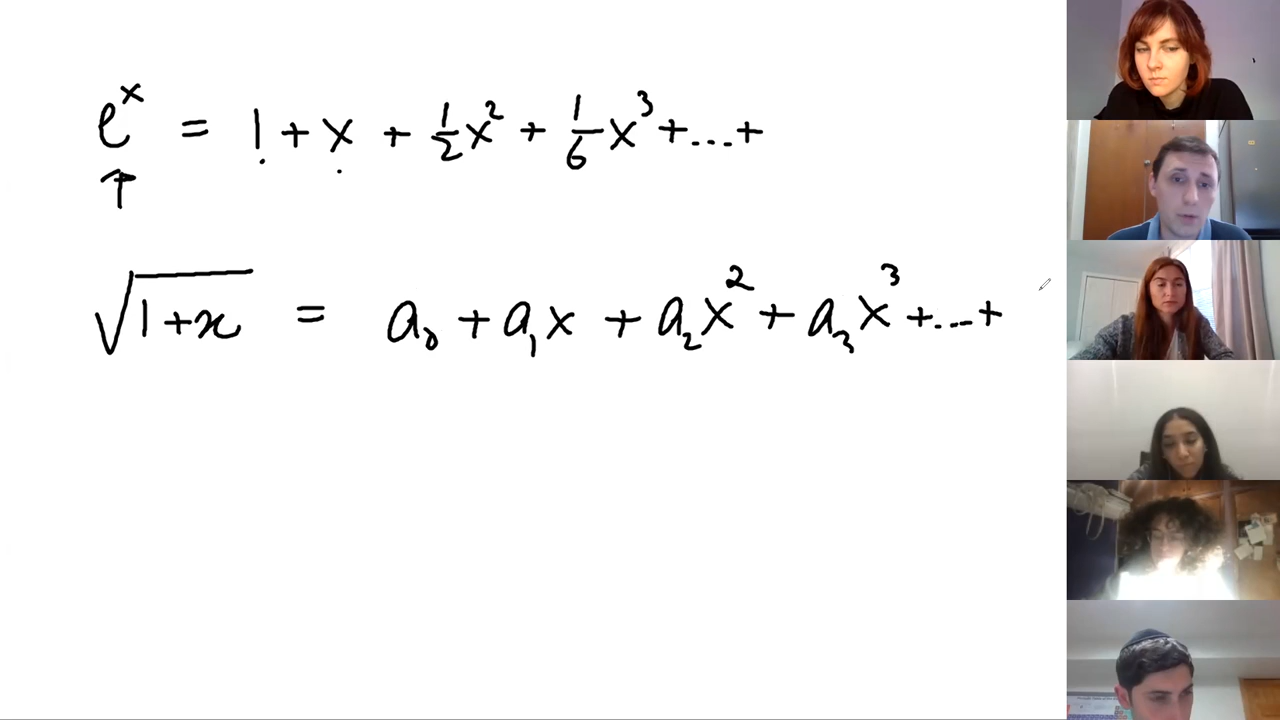 e^x = 1 + x + 1/2 x^2 + 1/6 x^3 + ... +
↑
√(1+x) = a_0 + a_1 x + a_2 x^2 + a_3 x^3 + ... +